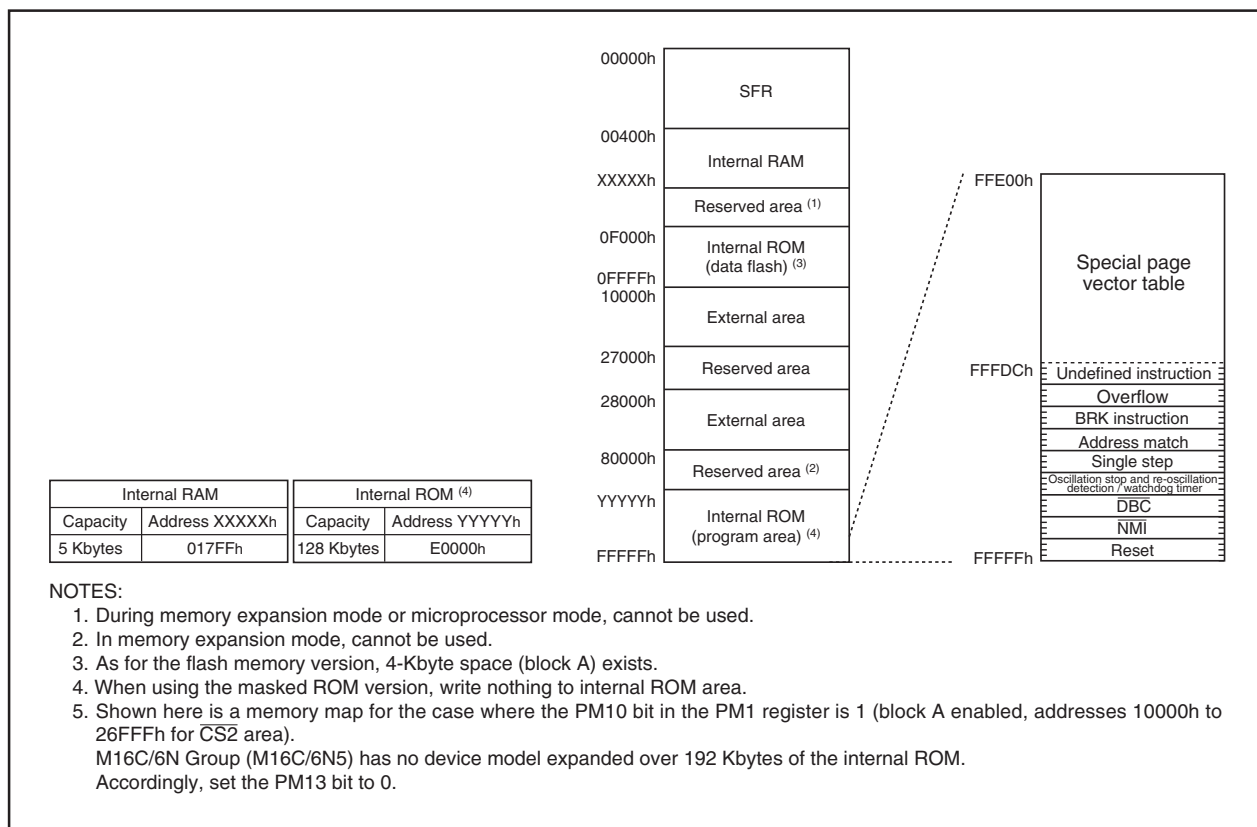 00000h
SFR
00400h
Internal RAM
XXXXXh
Reserved area (1)
0F000h
Internal ROM
(data flash) (3)
0FFFFh
10000h
External area
27000h
Reserved area
28000h
External area
80000h
Reserved area (2)
YYYYYh
Internal ROM
(program area) (4)
FFFFFh
FFE00h
Special page
vector table
FFFDCh
Undefined instruction
Overflow
BRK instruction
Address match
Single step
Oscillation stop and re-oscillation
detection / watchdog timer
DBC
NMI
Reset
FFFFFh
Internal RAM
Capacity Address XXXXXh
5 Kbytes 017FFh
Internal ROM (4)
Capacity Address YYYYYh
128 Kbytes E0000h
NOTES:
1. During memory expansion mode or microprocessor mode, cannot be used.
2. In memory expansion mode, cannot be used.
3. As for the flash memory version, 4-Kbyte space (block A) exists.
4. When using the masked ROM version, write nothing to internal ROM area.
5. Shown here is a memory map for the case where the PM10 bit in the PM1 register is 1 (block A enabled, addresses 10000h to
26FFFh for CS2 area).
M16C/6N Group (M16C/6N5) has no device model expanded over 192 Kbytes of the internal ROM.
Accordingly, set the PM13 bit to 0.